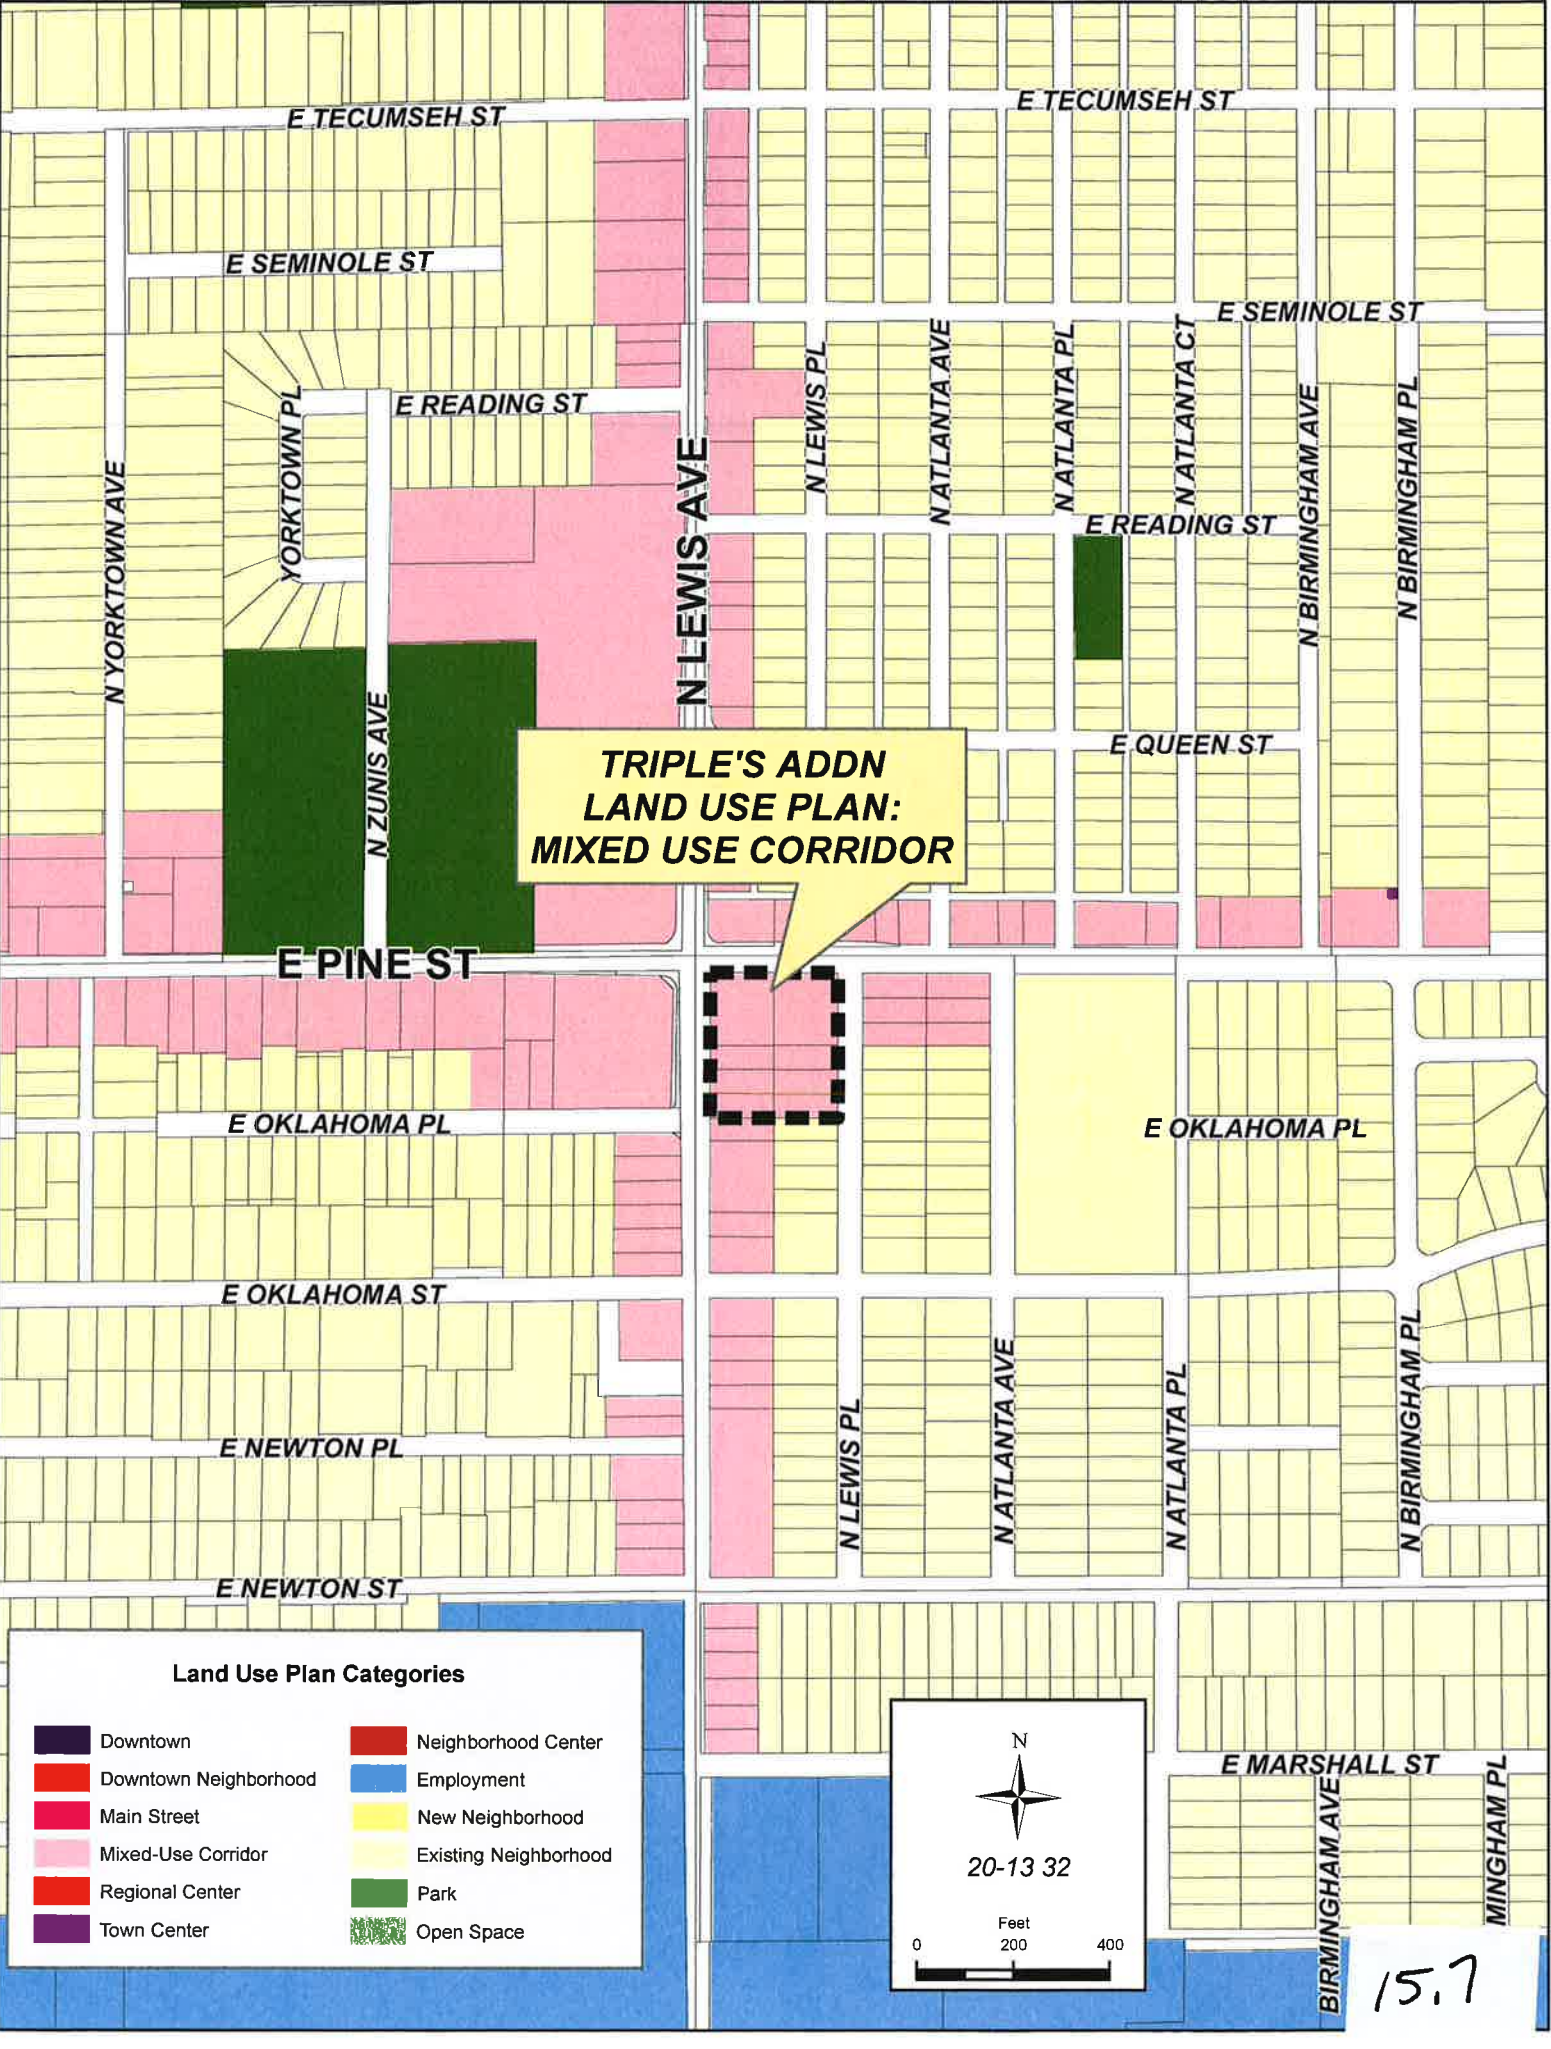 E TECUMSEH ST
E TECUMSEH ST
E SEMINOLE ST
E SEMINOLE ST
E READING ST
N YORKTOWN AVE
YORKTOWN PL
N LEWIS AVE
N LEWIS PL
N ATLANTA AVE
N ATLANTA PL
N ATLANTA CT
N BIRMINGHAM AVE
N BIRMINGHAM PL
E READING ST
N ZUNIS AVE
E QUEEN ST
TRIPLE'S ADDN
LAND USE PLAN:
MIXED USE CORRIDOR
E PINE ST
E OKLAHOMA PL
E OKLAHOMA PL
E OKLAHOMA ST
N LEWIS PL
N ATLANTA AVE
N ATLANTA PL
N BIRMINGHAM PL
E NEWTON PL
E NEWTON ST
Land Use Plan Categories
Downtown
Downtown Neighborhood
Main Street
Mixed-Use Corridor
Regional Center
Town Center
Neighborhood Center
Employment
New Neighborhood
Existing Neighborhood
Park
Open Space
N
20-13 32
Feet
0 200 400
E MARSHALL ST
BIRMINGHAM AVE
MINGHAM PL
15.7